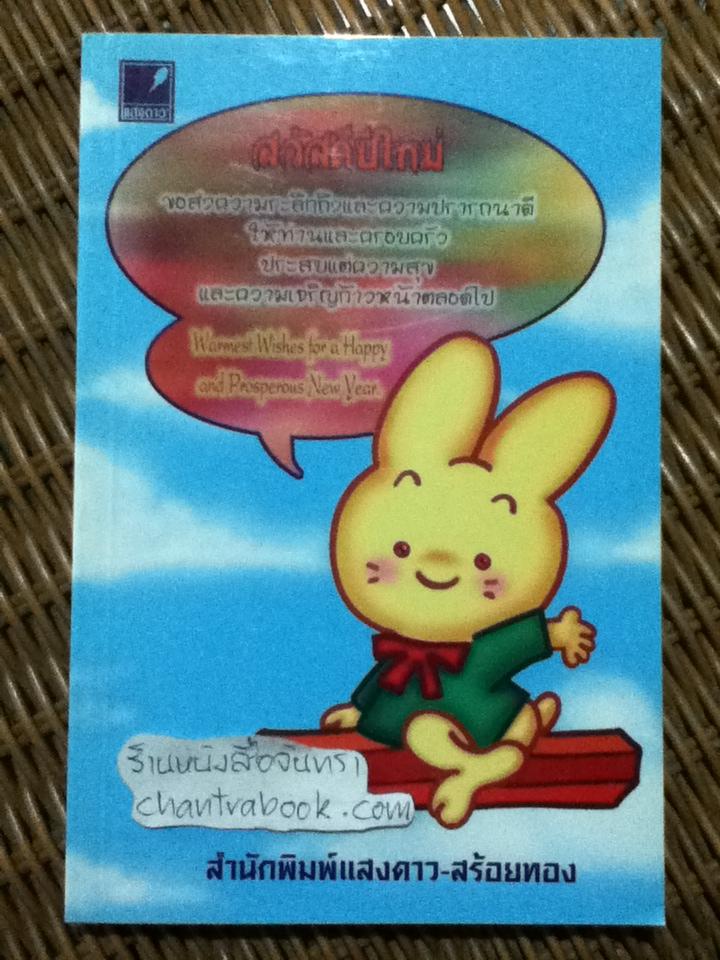 แสงดาว
สวัสดีปีใหม่
ขอส่งความระลึกถึงและความปรารถนาดี
ให้ท่านและครอบครัว
ประสบแต่ความสุข
และความเจริญก้าวหน้าตลอดไป
Warmest Wishes for a Happy
and Prosperous New Year.
ร้านหนังสือจันทรา
chantrabook.com
สำนักพิมพ์แสงดาว-สร้อยทอง